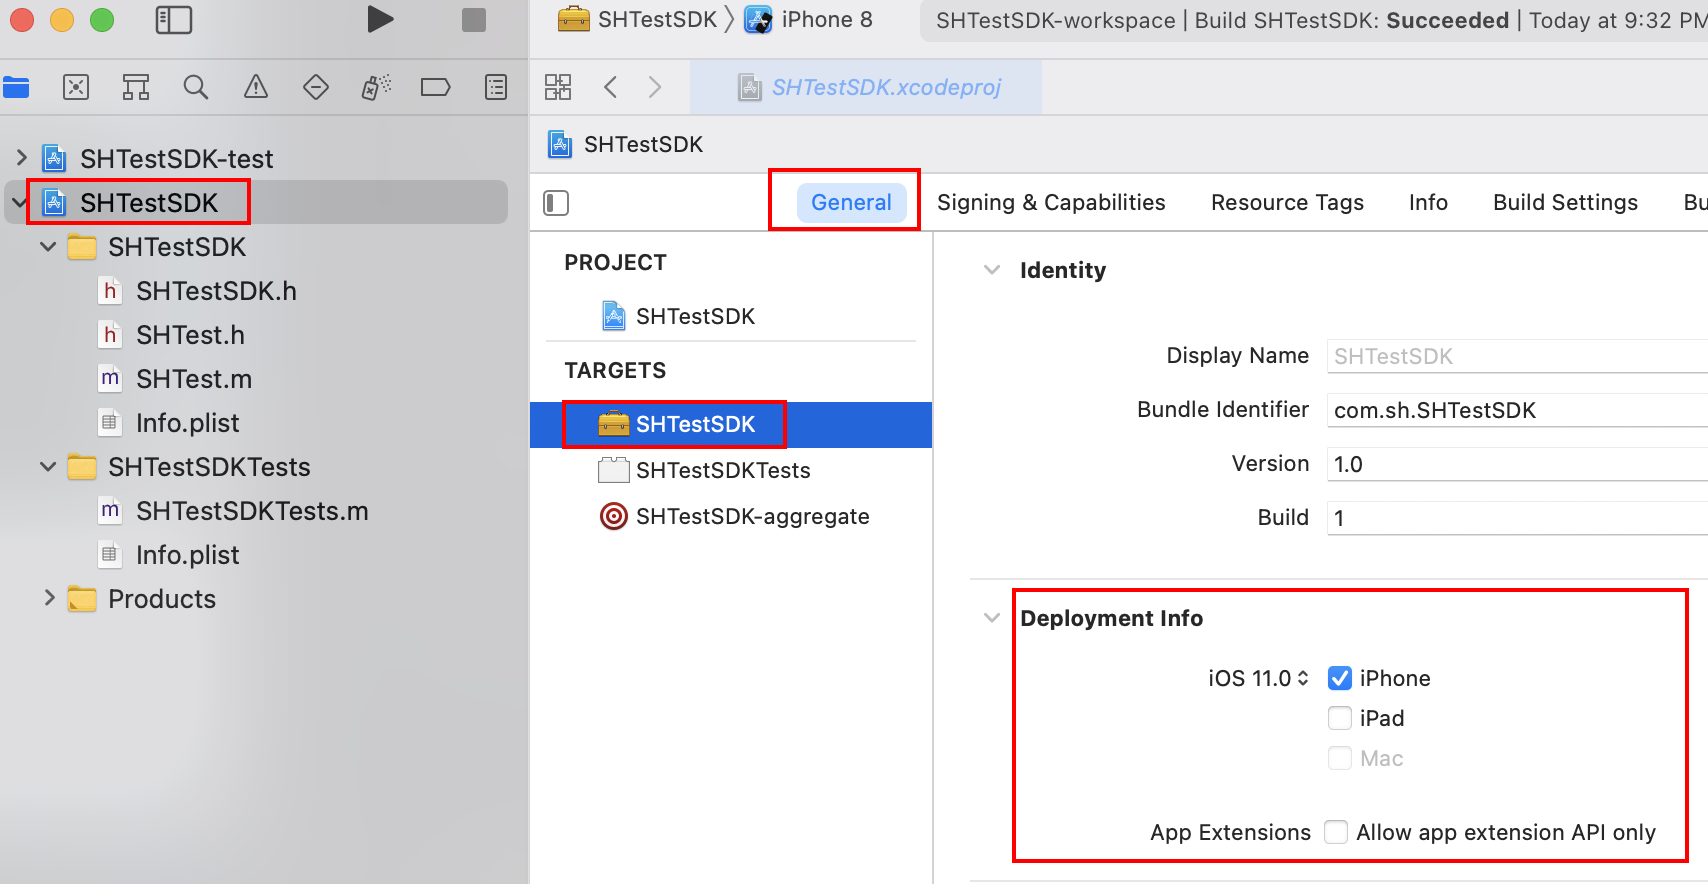 SHTestSDK
iPhone 8
SHTestSDK-workspace | Build SHTestSDK: Succeeded | Today at 9:32 PM
SHTestSDK.xcodeproj
SHTestSDK-test
SHTestSDK
SHTestSDK
h SHTestSDK.h
h SHTest.h
m SHTest.m
Info.plist
SHTestSDKTests
m SHTestSDKTests.m
Info.plist
Products
SHTestSDK
General Signing & Capabilities Resource Tags Info Build Settings Bu
PROJECT
SHTestSDK
TARGETS
SHTestSDK
SHTestSDKTests
SHTestSDK-aggregate
Identity
Display Name SHTestSDK
Bundle Identifier com.sh.SHTestSDK
Version 1.0
Build 1
Deployment Info
iOS 11.0 iPhone
iPad
Mac
App Extensions Allow app extension API only